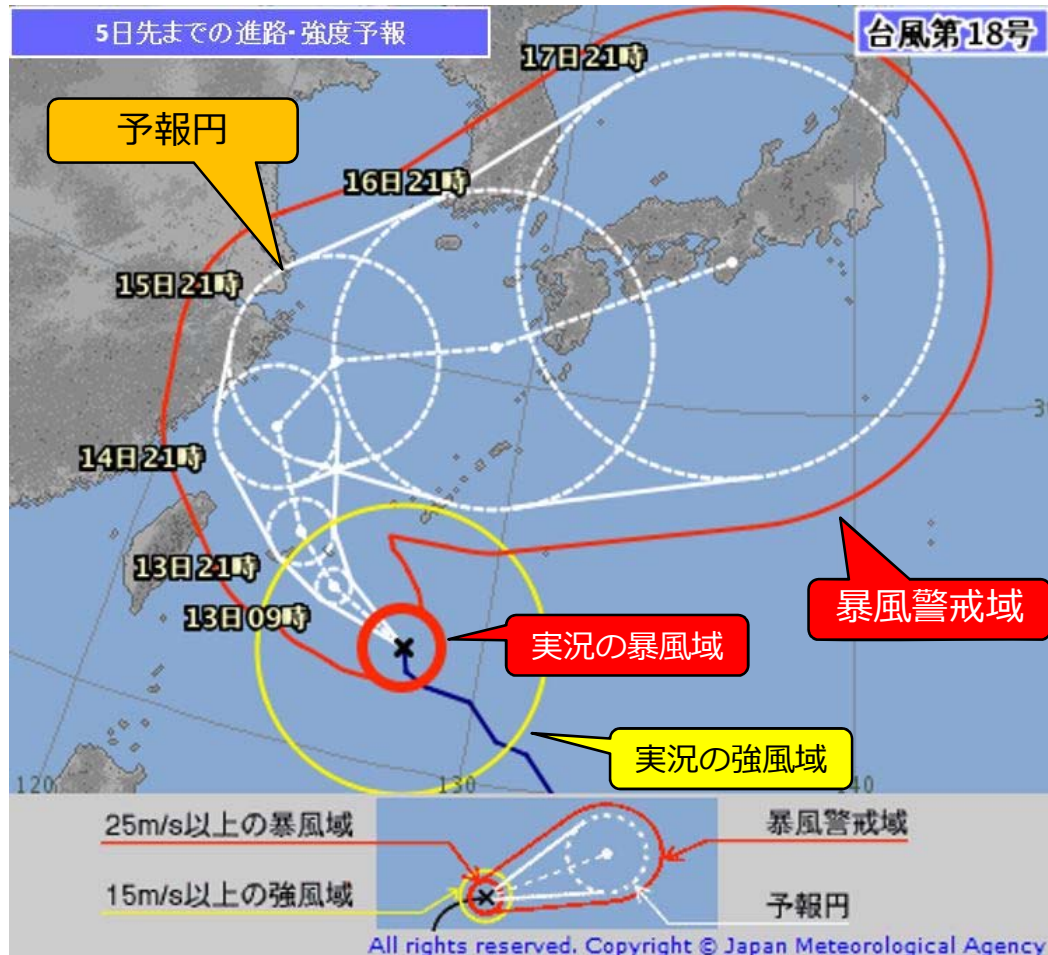 5日先までの進路・強度予報
台風第18号
17日21時
予報円
16日21時
15日21時
30
14日21時
13日21時
13日09時
暴風警戒域
実況の暴風域
実況の強風域
120
130
140
25m/s以上の暴風域
暴風警戒域
15m/s以上の強風域
予報円
All rights reserved. Copyright © Japan Meteorological Agency